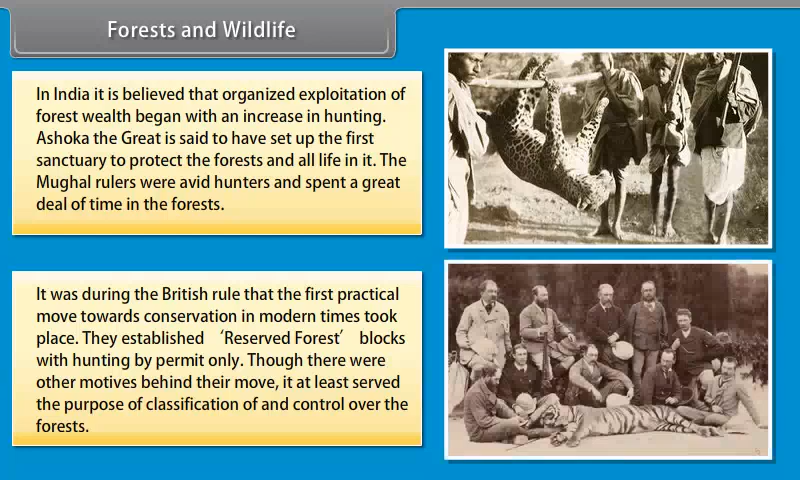 Forests and Wildlife
In India it is believed that organized exploitation of
forest wealth began with an increase in hunting.
Ashoka the Great is said to have set up the first
sanctuary to protect the forests and all life in it. The
Mughal rulers were avid hunters and spent a great
deal of time in the forests.
It was during the British rule that the first practical
move towards conservation in modern times took
place. They established ‘Reserved Forest’ blocks
with hunting by permit only. Though there were
other motives behind their move, it at least served
the purpose of classification of and control over the
forests.